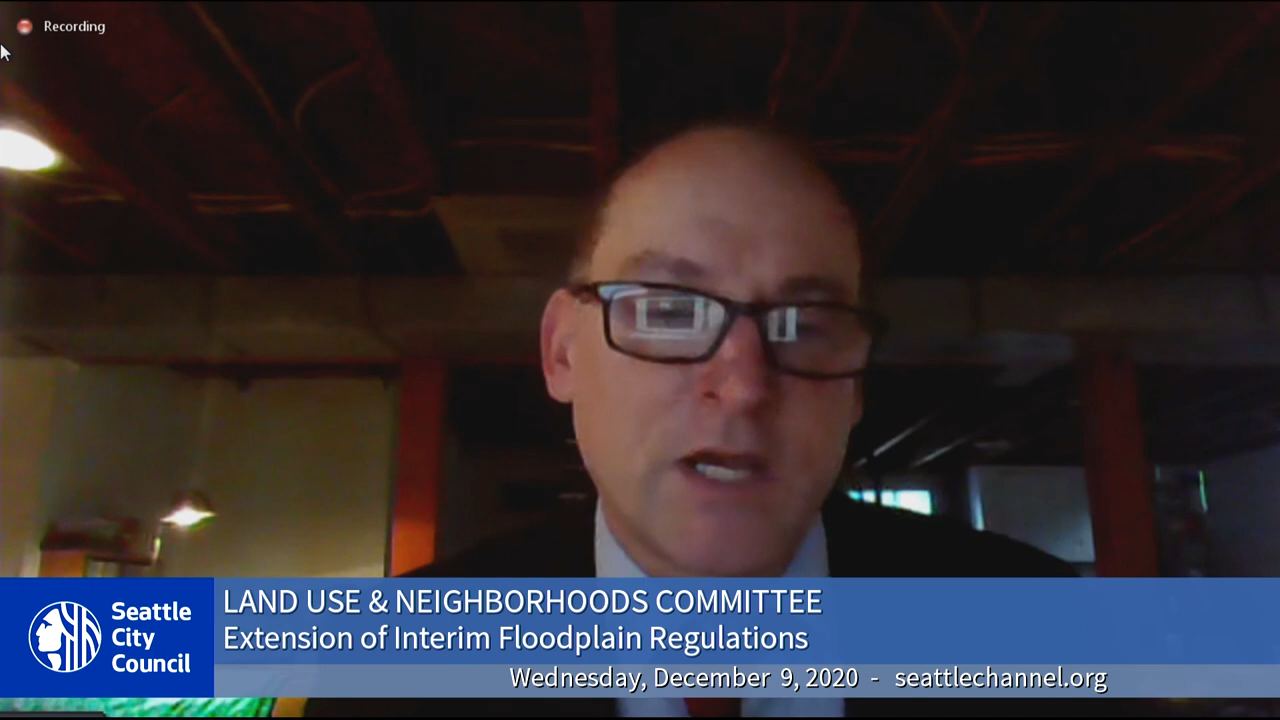 Recording
Seattle
City
Council
LAND USE & NEIGHBORHOODS COMMITTEE
Extension of Interim Floodplain Regulations
Wednesday, December 9, 2020 - seattlechannel.org